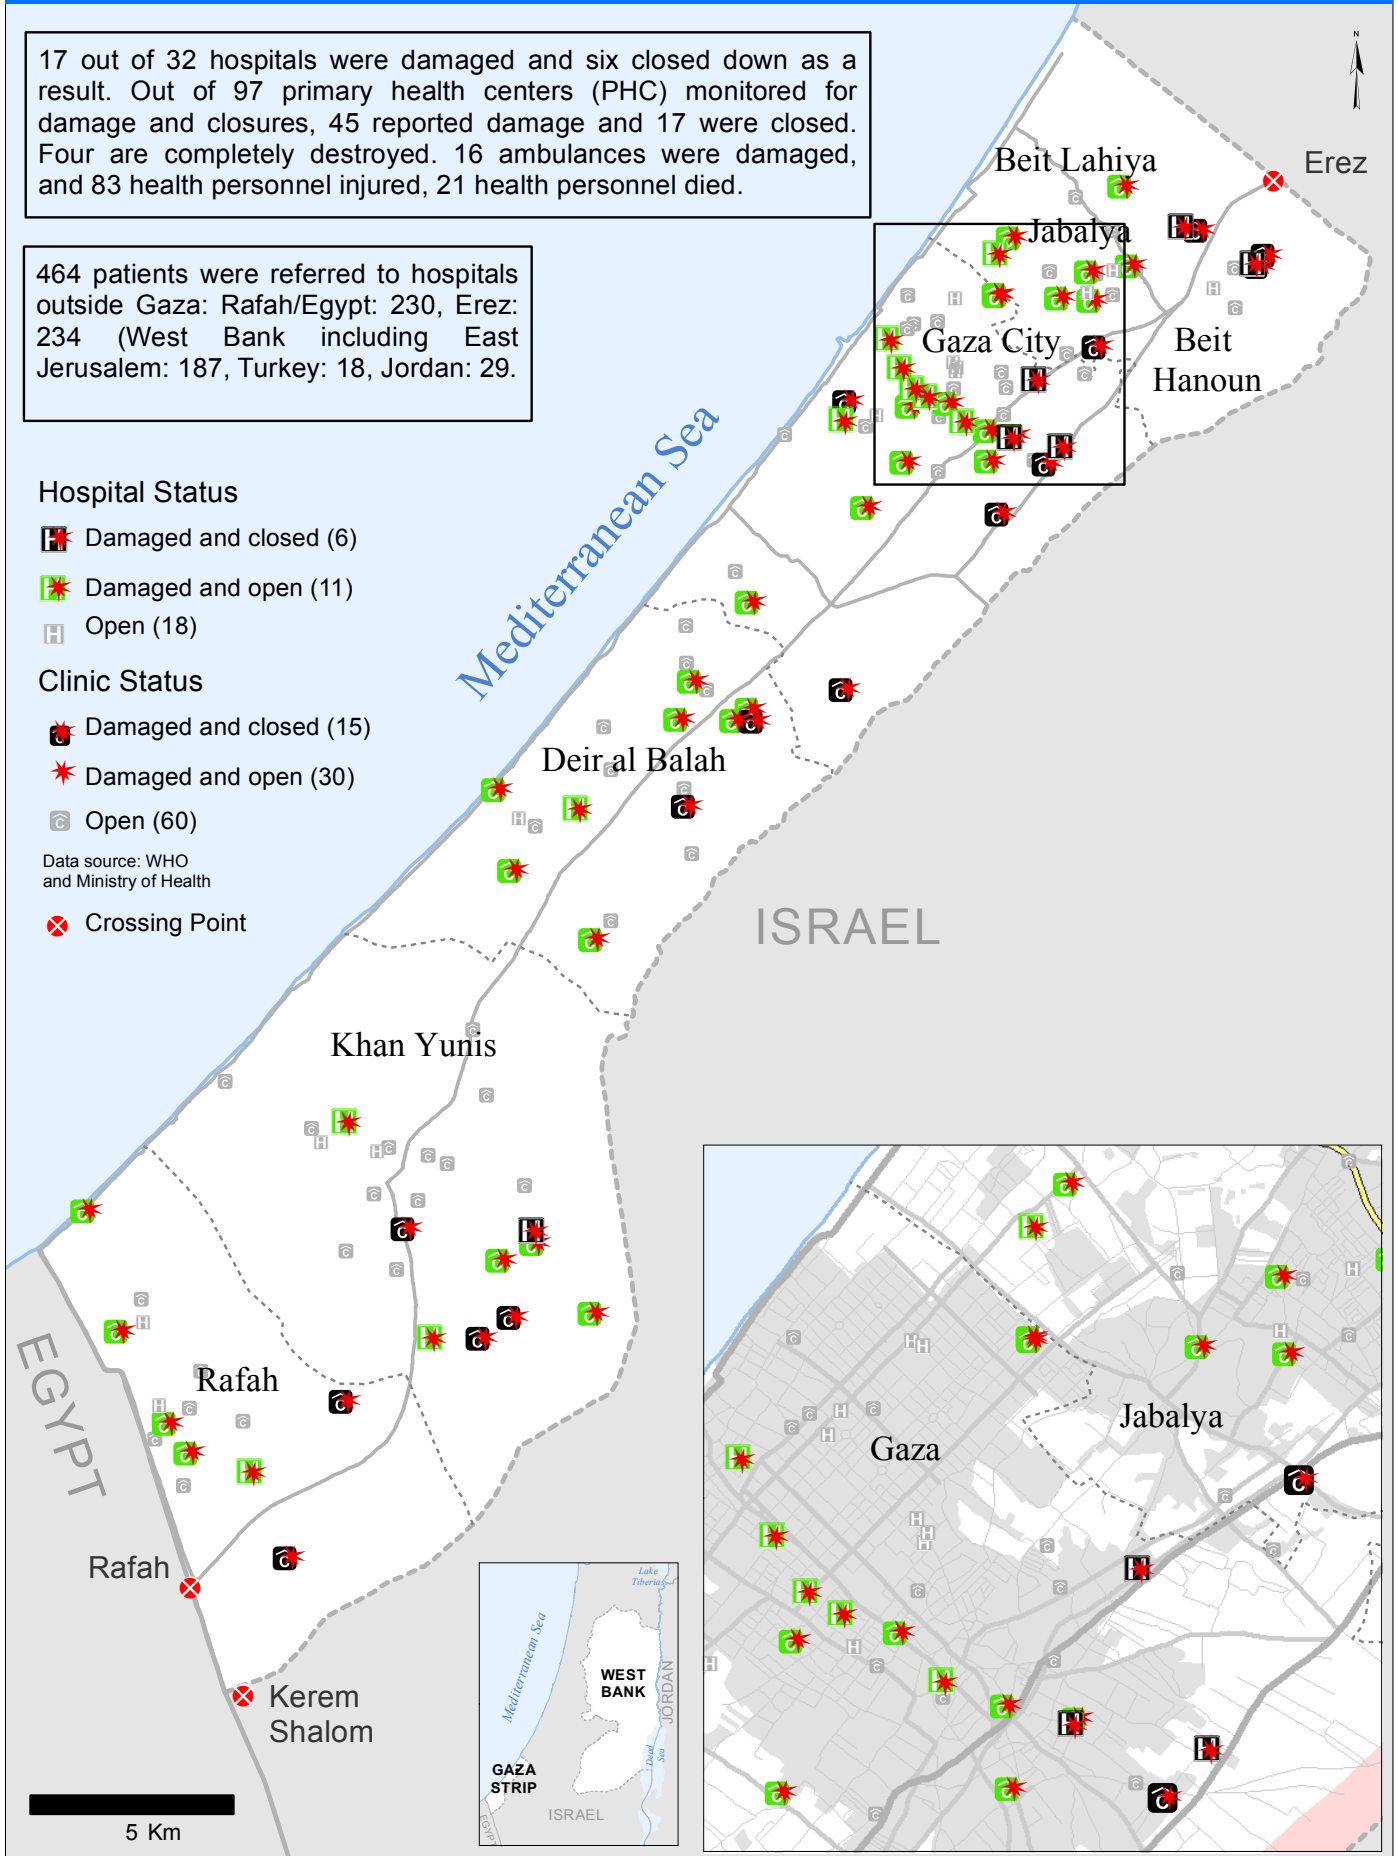 17 out of 32 hospitals were damaged and six closed down as a
result. Out of 97 primary health centers (PHC) monitored for
damage and closures, 45 reported damage and 17 were closed.
Four are completely destroyed. 16 ambulances were damaged,
and 83 health personnel injured, 21 health personnel died.
464 patients were referred to hospitals
outside Gaza: Rafah/Egypt: 230, Erez:
234 (West Bank including East
Jerusalem: 187, Turkey: 18, Jordan: 29.
N
Hospital Status
H Damaged and closed (6)
H Damaged and open (11)
H Open (18)
Clinic Status
C Damaged and closed (15)
Damaged and open (30)
C Open (60)
Data source: WHO
and Ministry of Health
Crossing Point
Mediterranean Sea
Beit Lahiya
Erez
Jabalya
Gaza City
Beit
Hanoun
Deir al Balah
ISRAEL
Khan Yunis
EGYPT
Rafah
Rafah
Kerem
Shalom
5 Km
Lake
Tiberias
Mediterranean Sea
WEST
BANK
JORDAN
Dead
Sea
GAZA
STRIP
ISRAEL
EGYPT
Jabalya
Gaza